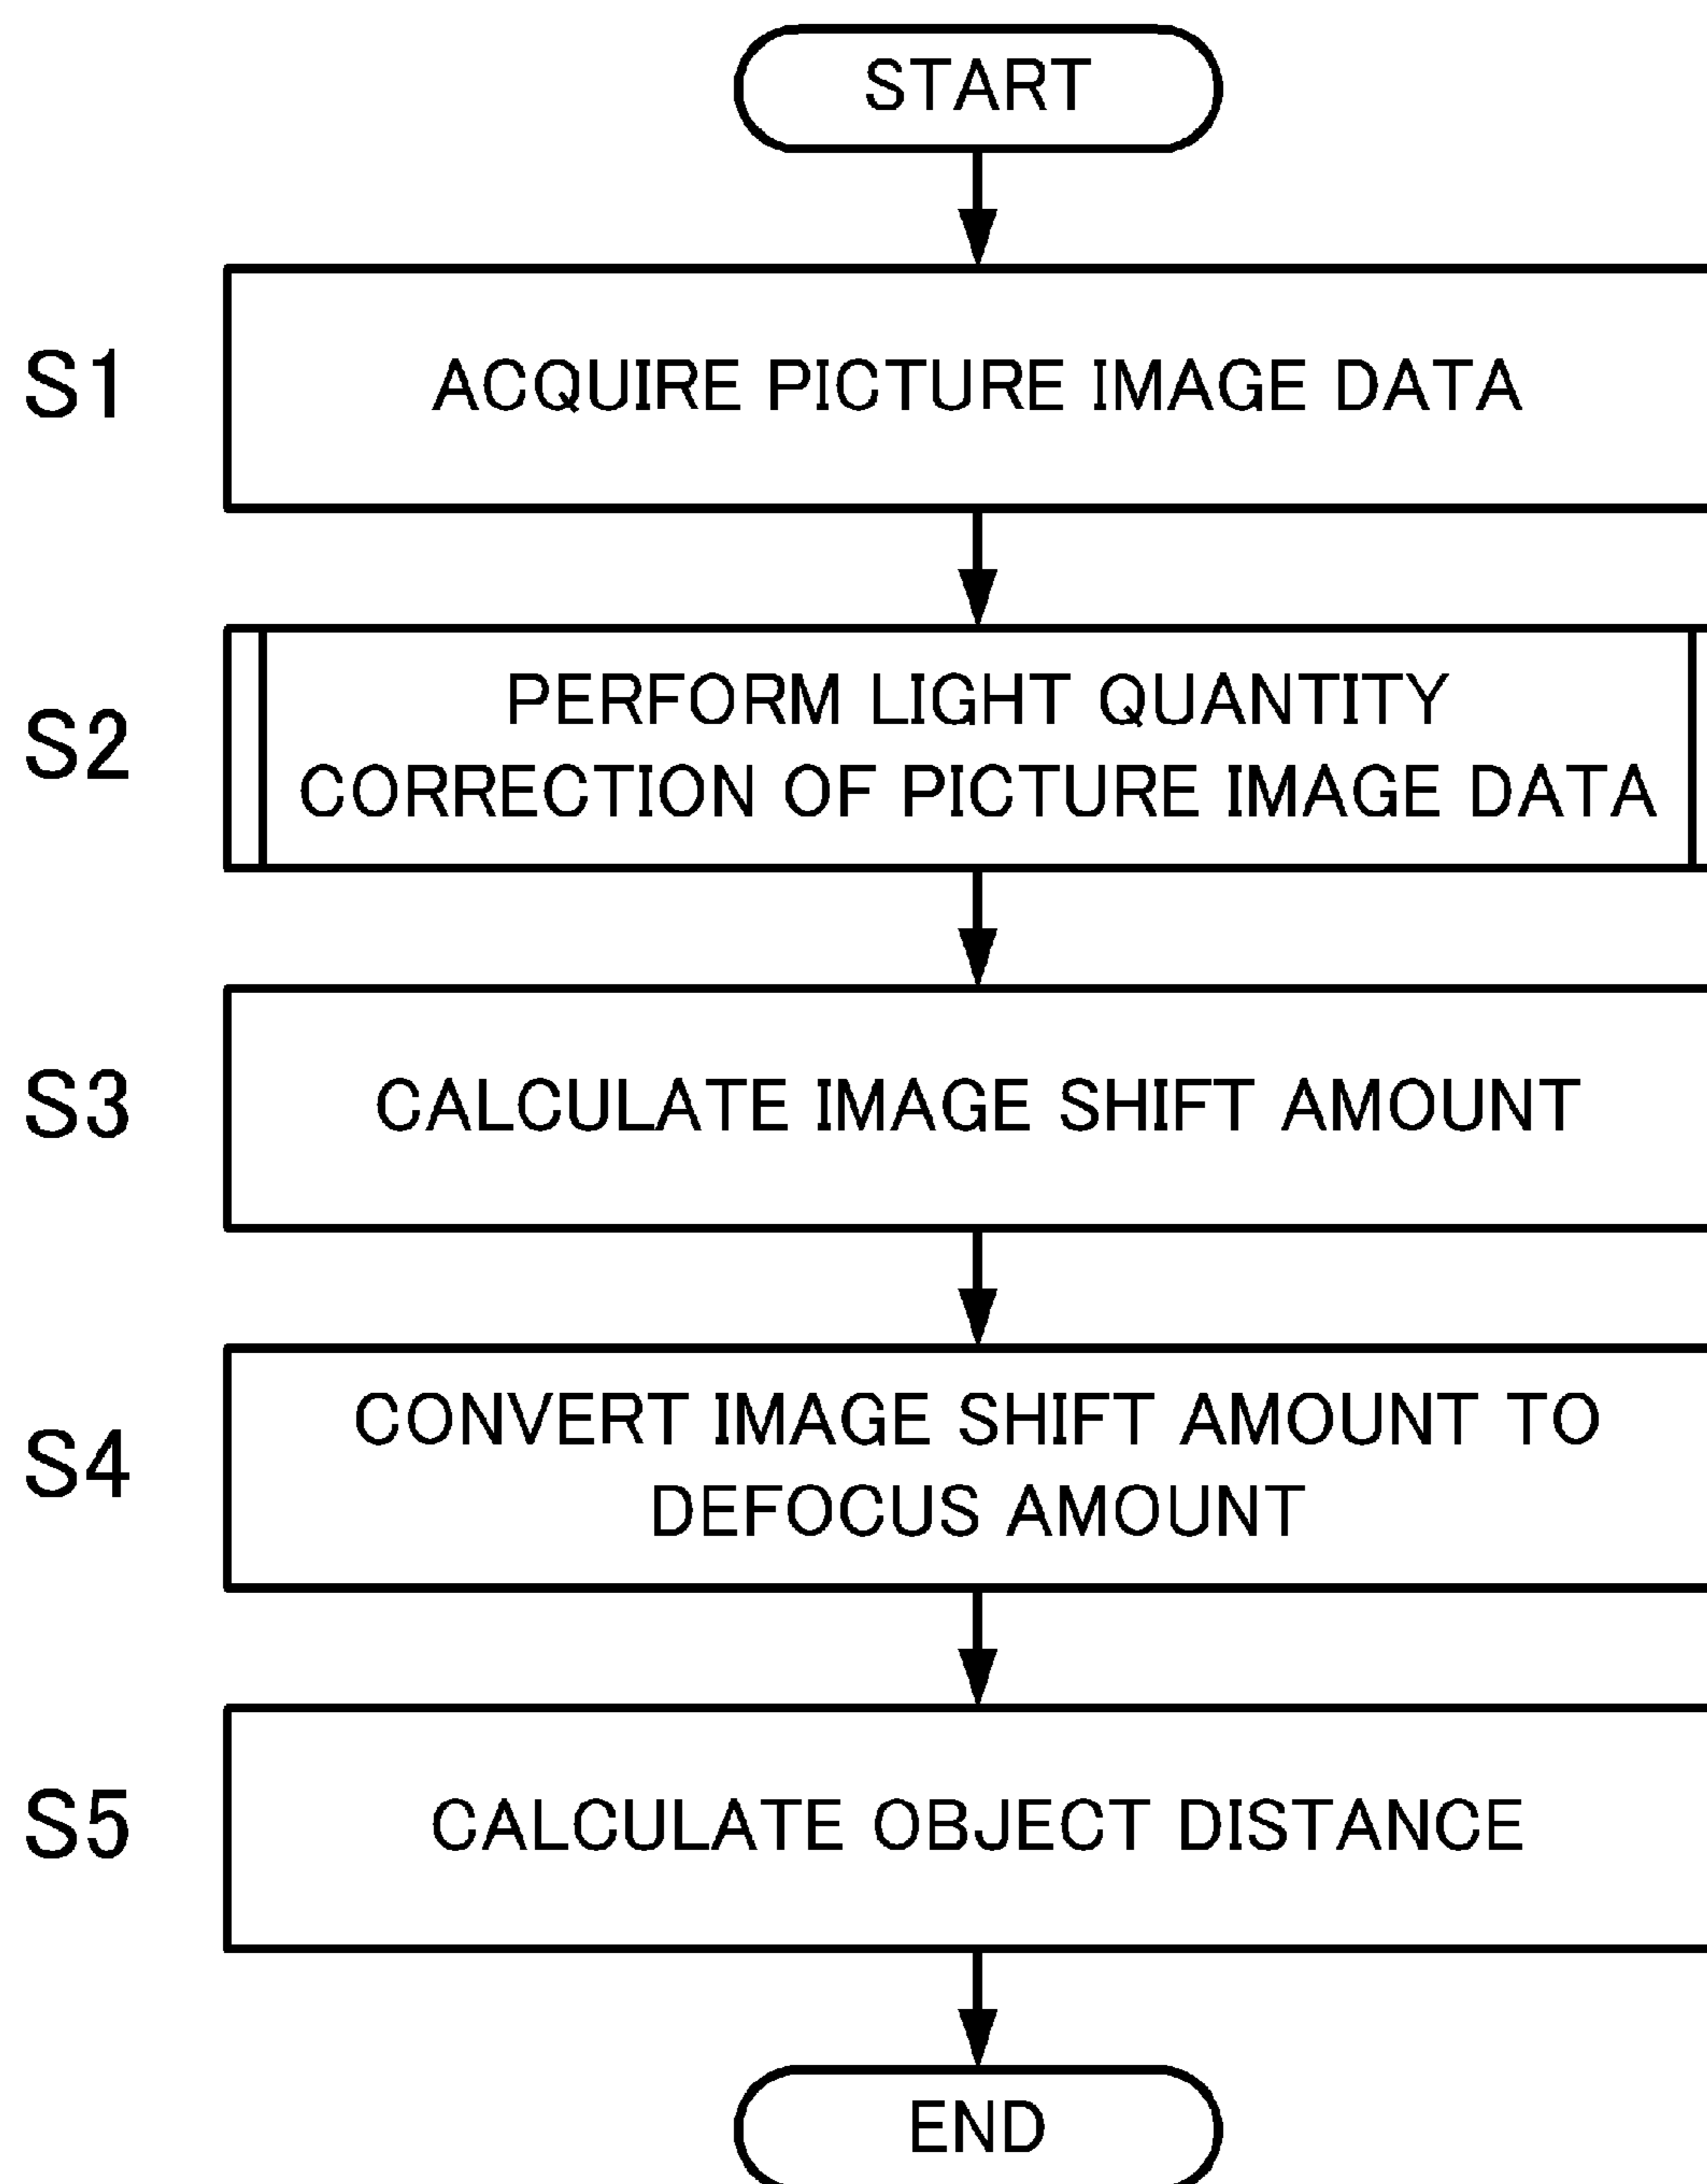 START
S1
ACQUIRE PICTURE IMAGE DATA
S2
PERFORM LIGHT QUANTITY
CORRECTION OF PICTURE IMAGE DATA
S3
CALCULATE IMAGE SHIFT AMOUNT
S4
CONVERT IMAGE SHIFT AMOUNT TO
DEFOCUS AMOUNT
S5
CALCULATE OBJECT DISTANCE
END